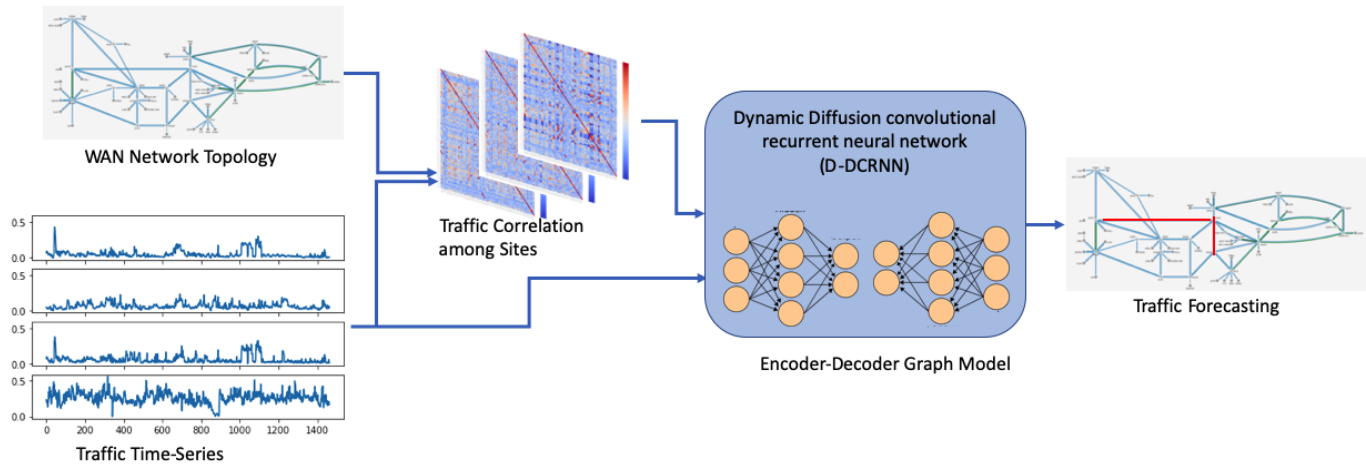 WAN Network Topology
0.5
0.0
0.5
0.0
0.5
0.0
0.5
0.0
0 200 400 600 800 1000 1200 1400
Traffic Time-Series
Traffic Correlation
among Sites
Dynamic Diffusion convolutional
recurrent neural network
(D-DCRNN)
Encoder-Decoder Graph Model
Traffic Forecasting